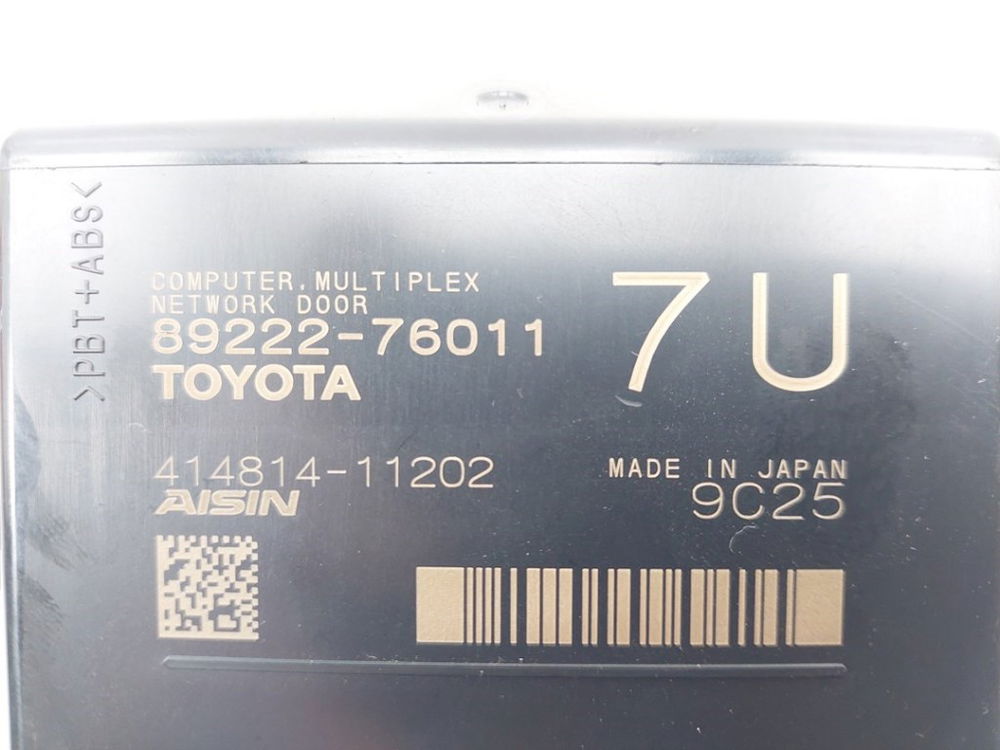 >PBT+ABS<
COMPUTER, MULTIPLEX
NETWORK DOOR
89222-76011
TOYOTA
7U
414814-11202
AISIN
MADE IN JAPAN
9C25